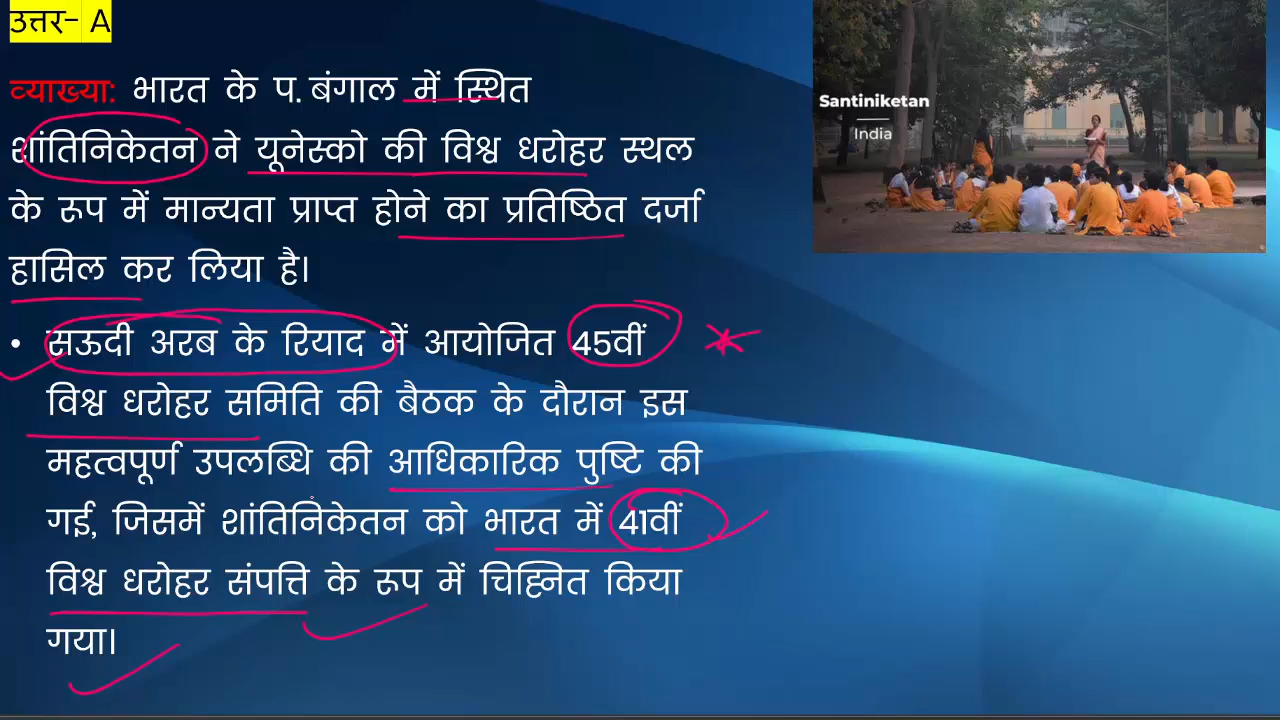 उत्तर- A
व्याख्या: भारत के प. बंगाल में स्थित
शांतिनिकेतन ने यूनेस्को की विश्व धरोहर स्थल
के रूप में मान्यता प्राप्त होने का प्रतिष्ठित दर्जा
हासिल कर लिया है।
• सऊदी अरब के रियाद में आयोजित 45वीं
विश्व धरोहर समिति की बैठक के दौरान इस
महत्वपूर्ण उपलब्धि की आधिकारिक पुष्टि की
गई, जिसमें शांतिनिकेतन को भारत में 41वीं
विश्व धरोहर संपत्ति के रूप में चिह्नित किया
गया।
Santiniketan
India